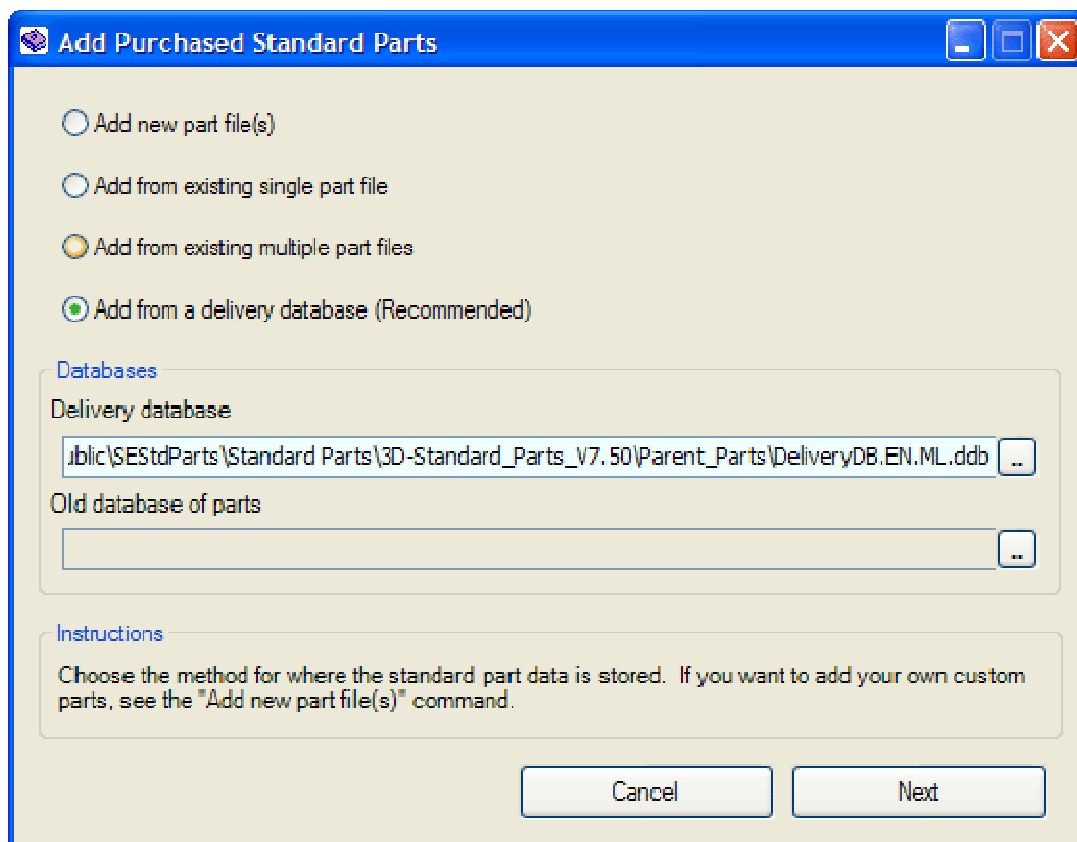 Add Purchased Standard Parts
Add new part file(s)
Add from existing single part file
Add from existing multiple part files
Add from a delivery database (Recommended)
Databases
Delivery database
ublic\SEStdParts\Standard Parts\3D-Standard_Parts_V7.50\Parent_Parts\DeliveryDB.EN.ML.ddb
..
Old database of parts
..
Instructions
Choose the method for where the standard part data is stored.  If you want to add your own custom
parts, see the "Add new part file(s)" command.
Cancel
Next